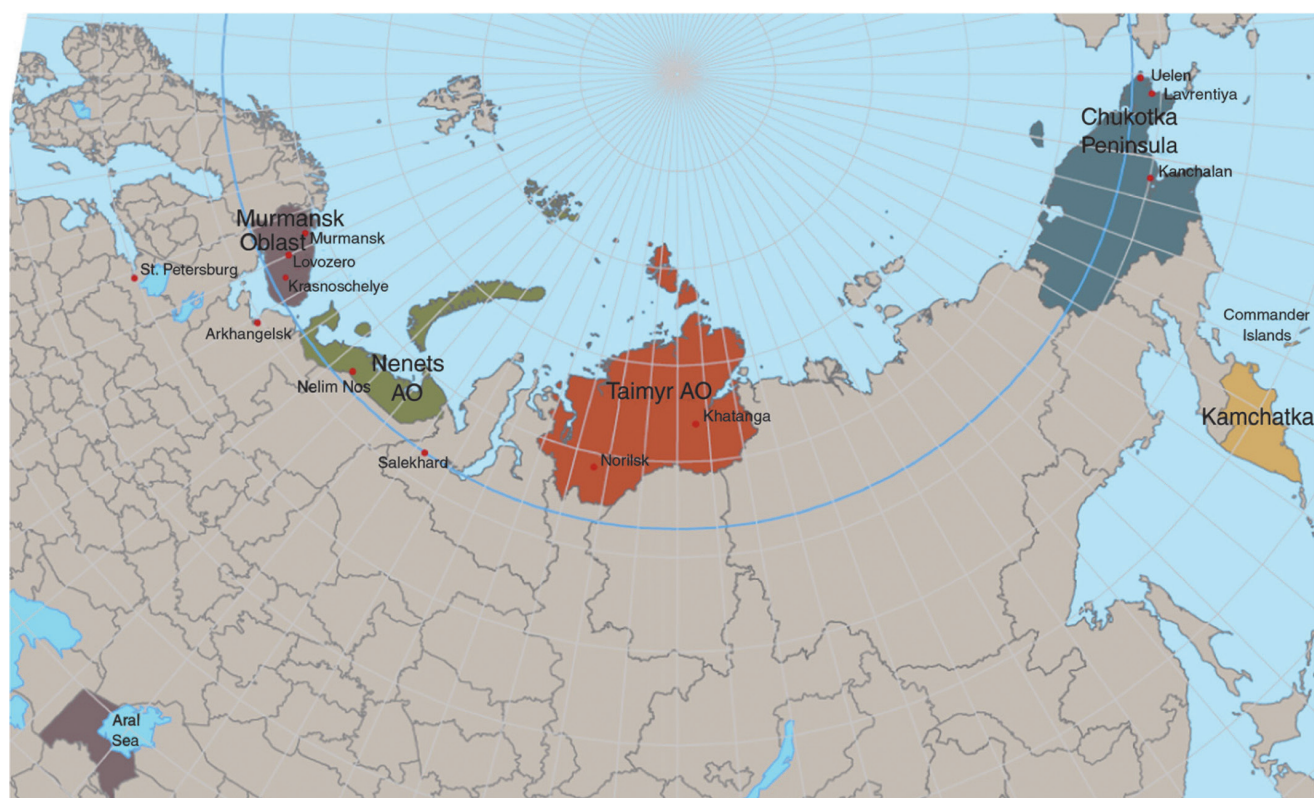 Uelen
Lavrentiya
Chukotka
Peninsula
Kanchalan
Murmansk
Oblast
Murmansk
Lovozero
St. Petersburg
Krasnoschelye
Arkhangelsk
Commander
Islands
Nenets
AO
Nelim Nos
Taimyr AO
Khatanga
Kamchatka
Salekhard
Norilsk
Aral
Sea